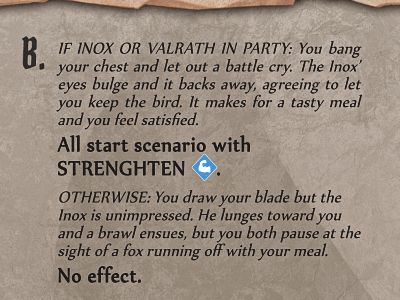 B. IF INOX OR VALRATH IN PARTY: You bang
your chest and let out a battle cry. The Inox'
eyes bulge and it backs away, agreeing to let
you keep the bird. It makes for a tasty meal
and you feel satisfied.
All start scenario with
STRENGHTEN .
OTHERWISE: You draw your blade but the
Inox is unimpressed. He lunges toward you
and a brawl ensues, but you both pause at the
sight of a fox running off with your meal.
No effect.